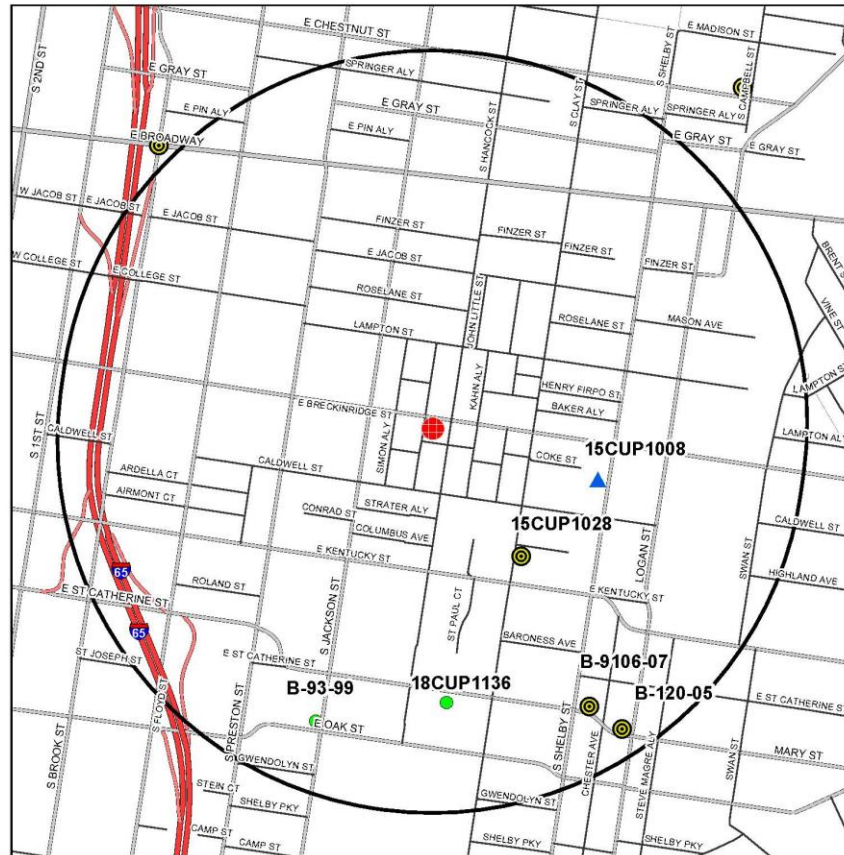 E CHESTNUT ST
E MADISON ST
S 2ND ST
E GRAY ST
SPRINGER ALY
S SHELBY ST
S CAMPBELL ST
E PIN ALY
E GRAY ST
S CLAY ST
SPRINGER ALY
SPRINGER ALY
E BROADWAY
E PIN ALY
S HANCOCK ST
E GRAY ST
E GRAY ST
W JACOB ST
E JACOB ST
E JACOB ST
FINZER ST
FINZER ST
FINZER ST
E JACOB ST
FINZER ST
W COLLEGE ST
E COLLEGE ST
ROSELANE ST
BRENT ST
JOHN LITTLE ST
ROSELANE ST
MASON AVE
VINE ST
LAMPTON ST
KAHN ALY
HENRY FIRPO ST
LAMPTON ST
E BRECKINRIDGE ST
BAKER ALY
S 1ST ST
CALDWELL ST
SIMON ALY
LAMPTON ALY
15CUP1008
COKE ST
ARDELLA CT
CALDWELL ST
AIRMONT CT
STRATER ALY
CONRAD ST
15CUP1028
CALDWELL ST
COLUMBUS AVE
LOGAN ST
E KENTUCKY ST
SWAN ST
65
HIGHLAND AVE
ROLAND ST
E ST CATHERINE ST
E KENTUCKY ST
ST PAUL CT
65
S JACKSON ST
BARONESS AVE
ST JOSEPH ST
E ST CATHERINE ST
B-9106-07
B-93-99
18CUP1136
E ST CATHERINE ST
B-120-05
S FLOYD ST
S PRESTON ST
E OAK ST
S SHELBY ST
CHESTER AVE
MARY ST
S BROOK ST
GWENDOLYN ST
STEVE MAGRE ALY
SWAN ST
STEIN CT
GWENDOLYN ST
SHELBY PKY
CAMP ST
CAMP ST
SHELBY PKY
SHELBY PKY